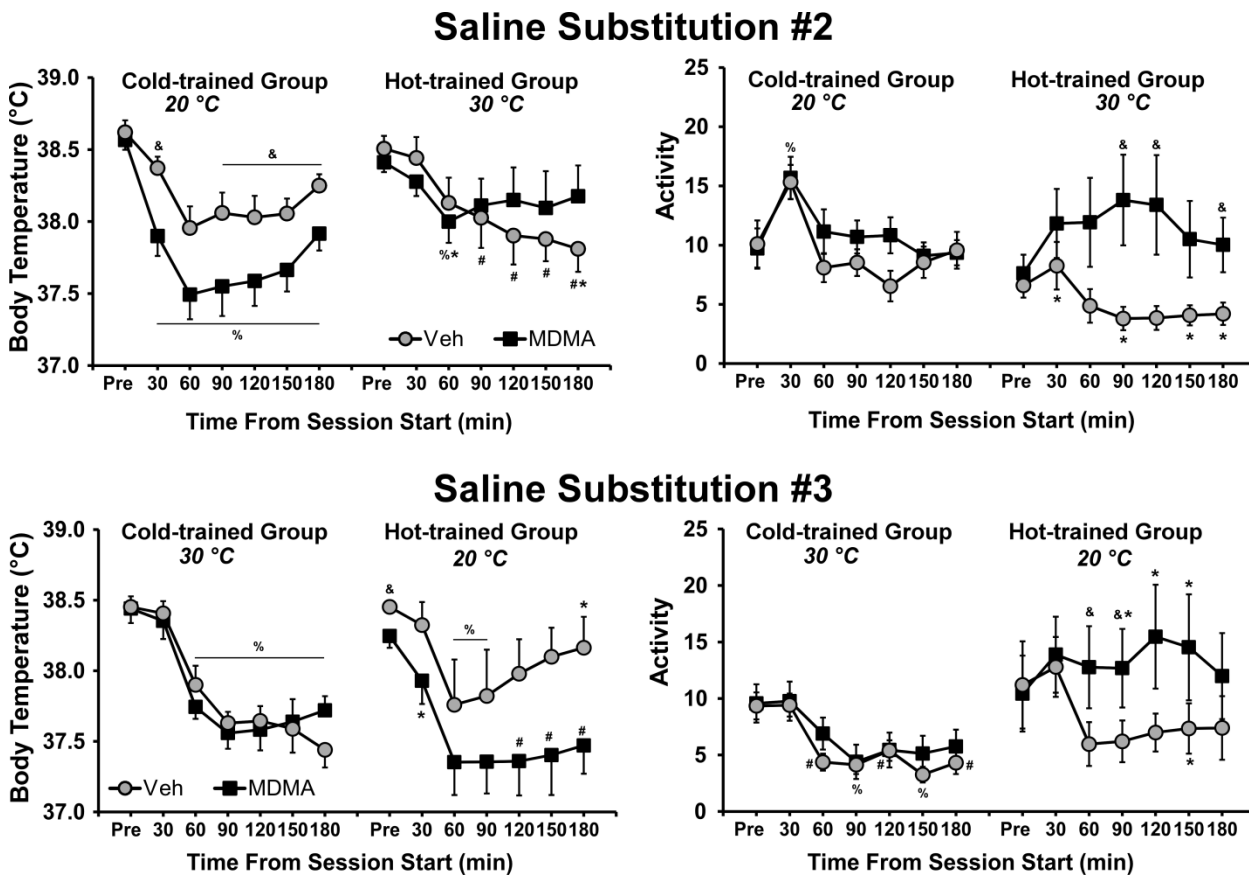 Saline Substitution #2
39.0
38.5
38.0
37.5
37.0
Body Temperature (°C)
Cold-trained Group
20 °C
Hot-trained Group
30 °C
&
&
%
%*
#
#
#
#*
Veh
MDMA
Pre 30 60 90 120 150 180
Pre 30 60 90 120 150 180
Time From Session Start (min)
25
20
15
10
5
0
Activity
Cold-trained Group
20 °C
Hot-trained Group
30 °C
%
&
&
&
*
*
*
*
Pre 30 60 90 120 150 180
Pre 30 60 90 120 150 180
Time From Session Start (min)
Saline Substitution #3
39.0
38.5
38.0
37.5
37.0
Body Temperature (°C)
Cold-trained Group
30 °C
Hot-trained Group
20 °C
%
&
%
*
*
#
#
#
Veh
MDMA
Pre 30 60 90 120 150 180
Pre 30 60 90 120 150 180
Time From Session Start (min)
25
20
15
10
5
0
Activity
Cold-trained Group
30 °C
Hot-trained Group
20 °C
#
%
#
%
#
&
&*
*
*
*
Pre 30 60 90 120 150 180
Pre 30 60 90 120 150 180
Time From Session Start (min)